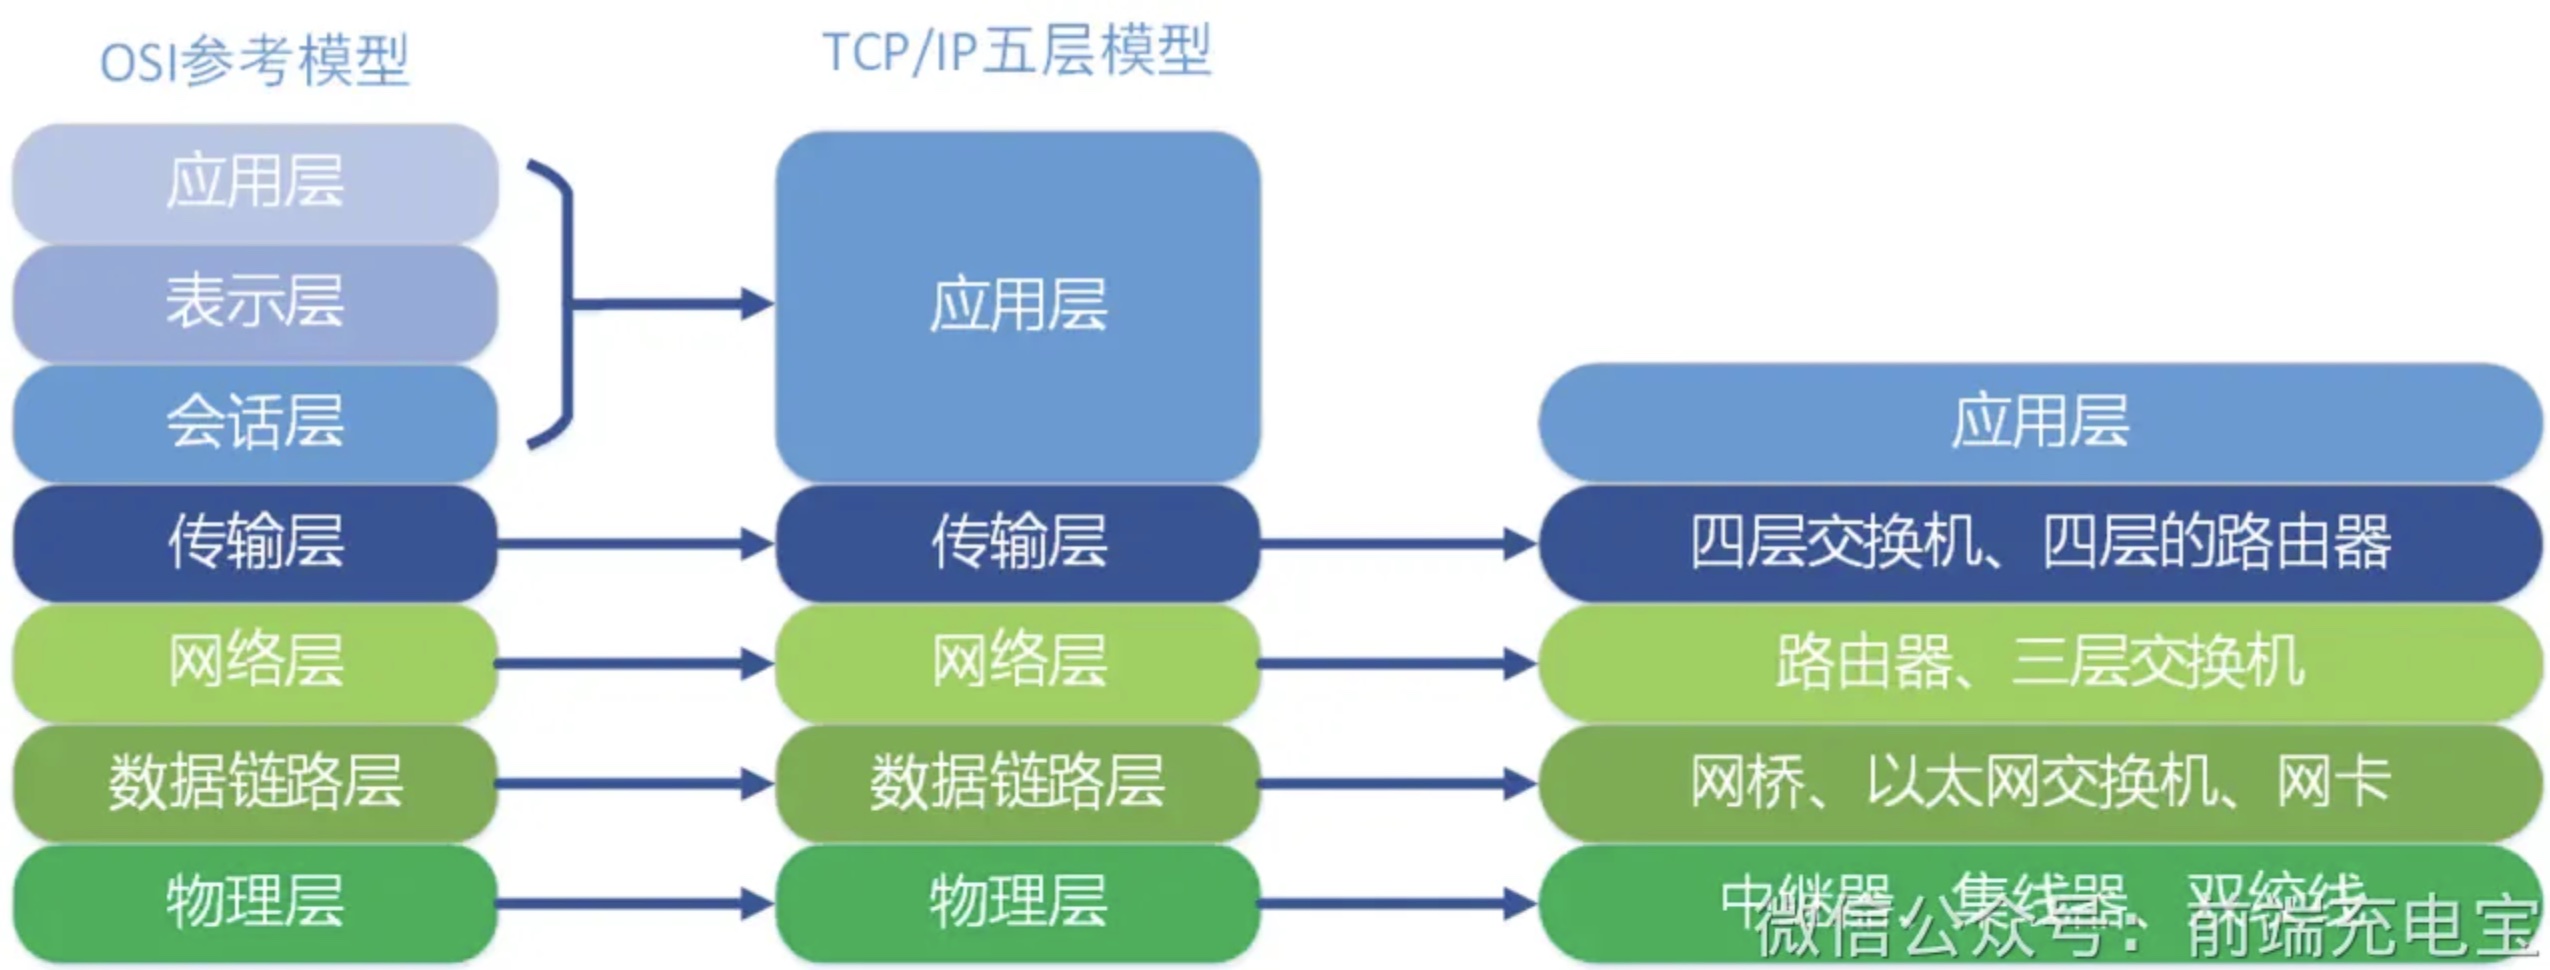 OSI参考模型
应用层
表示层
会话层
传输层
网络层
数据链路层
物理层
TCP/IP五层模型
应用层
传输层
网络层
数据链路层
物理层
应用层
四层交换机、四层的路由器
路由器、三层交换机
网桥、以太网交换机、网卡
中继器、集线器、双绞线
微信公众号：前端充电宝